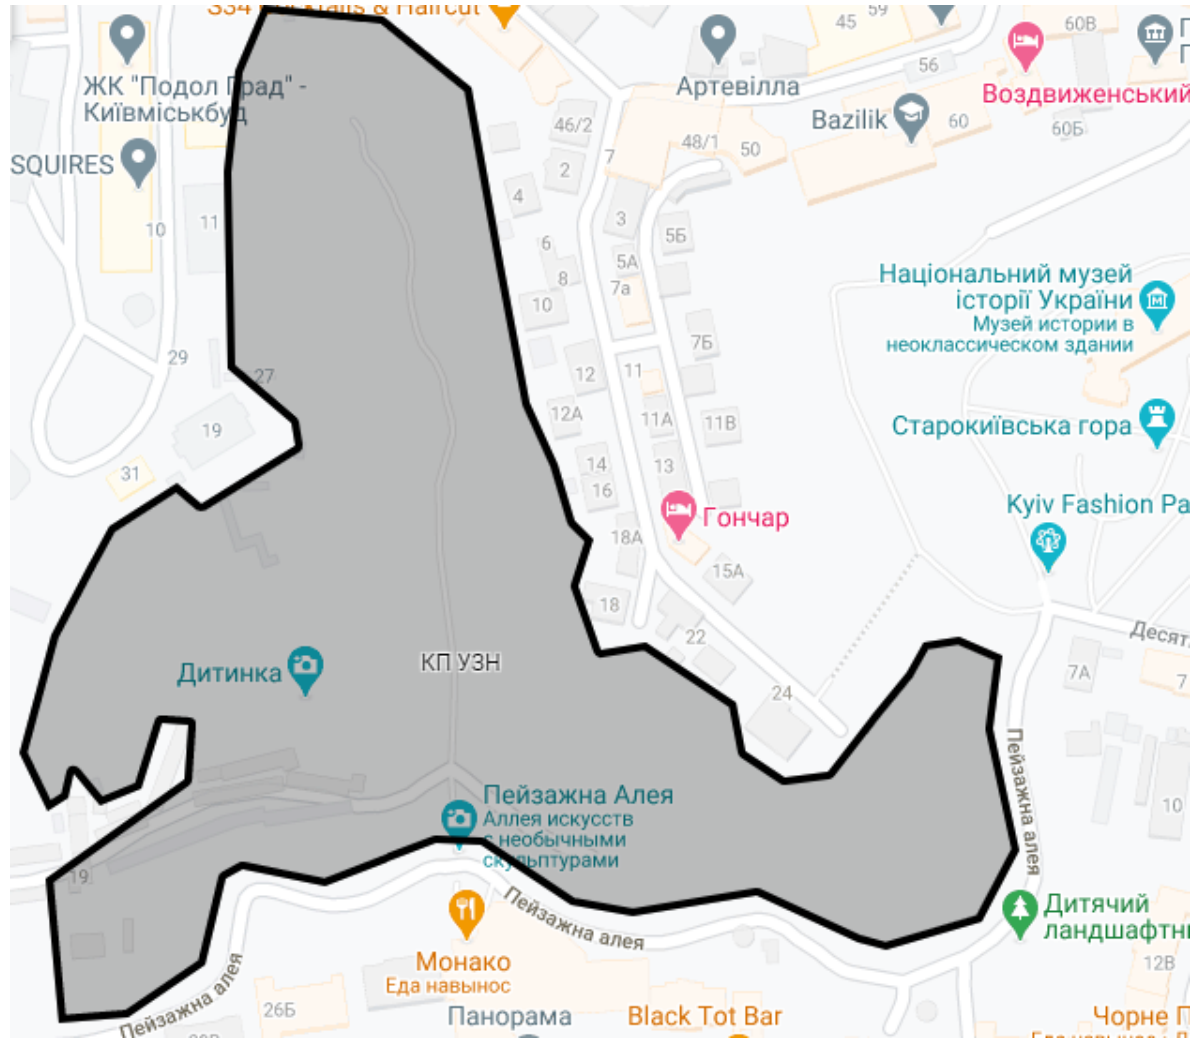 ЖК "Подол Град" -
Київміськбуд
SQUIRES
10
11
29
27
19
31
45
59
60В
Артевілла
56
Воздвиженський
Bazilik
60
60Б
46/2
48/1
50
2
7
4
3
5Б
6
5А
8
7а
10
7Б
12
11
12А
11А
11В
14
13
16
Гончар
18А
15А
18
22
24
Національний музей
історії України
Музей истории в
неоклассическом здании
Старокиївська гора
Kyiv Fashion Pa
7А
7
10
Дитинка
КП УЗН
Пейзажна Алея
Аллея искусств
с необычными
скульптурами
Пейзажна алея
19
Пейзажна алея
Монако
Еда навынос
Пейзажна алея
26Б
Панорама
Black Tot Bar
Дитячий
12В